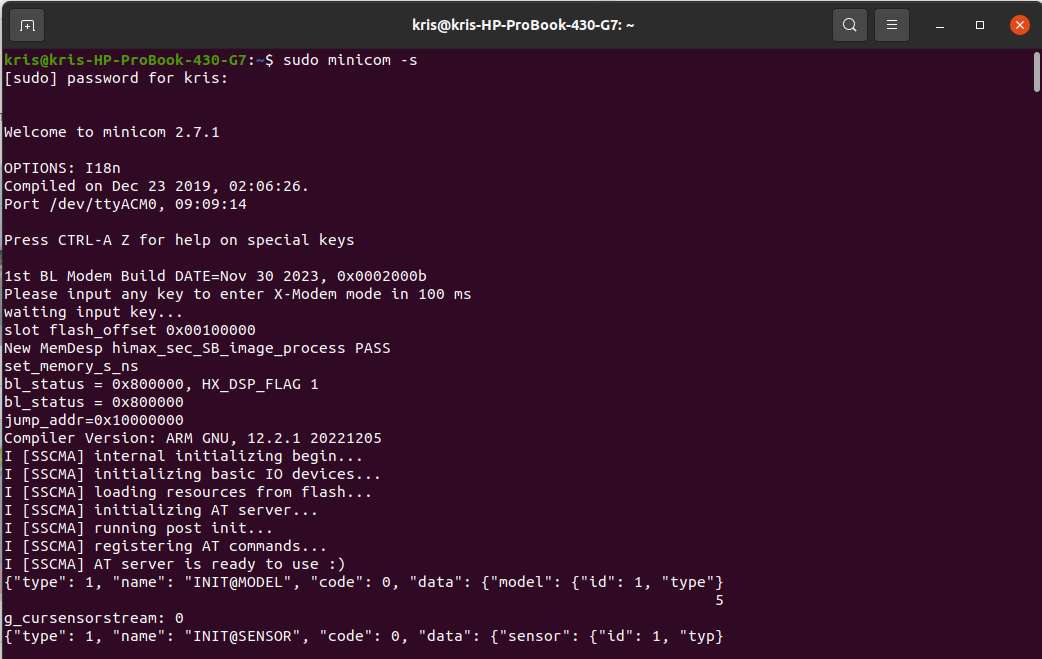 kris@kris-HP-ProBook-430-G7: ~
kris@kris-HP-ProBook-430-G7:~$ sudo minicom -s
[sudo] password for kris:
Welcome to minicom 2.7.1
OPTIONS: I18n
Compiled on Dec 23 2019, 02:06:26.
Port /dev/ttyACM0, 09:09:14
Press CTRL-A Z for help on special keys
1st BL Modem Build DATE=Nov 30 2023, 0x0002000b
Please input any key to enter X-Modem mode in 100 ms
waiting input key...
slot flash_offset 0x00100000
New MemDesp himax_sec_SB_image_process PASS
set_memory_s_ns
bl_status = 0x800000, HX_DSP_FLAG 1
bl_status = 0x800000
jump_addr=0x10000000
Compiler Version: ARM GNU, 12.2.1 20221205
I [SSCMA] internal initializing begin...
I [SSCMA] initializing basic IO devices...
I [SSCMA] loading resources from flash...
I [SSCMA] initializing AT server...
I [SSCMA] running post init...
I [SSCMA] registering AT commands...
I [SSCMA] AT server is ready to use :)
{"type": 1, "name": "INIT@MODEL", "code": 0, "data": {"model": {"id": 1, "type"}
5
g_cursensorstream: 0
{"type": 1, "name": "INIT@SENSOR", "code": 0, "data": {"sensor": {"id": 1, "typ}